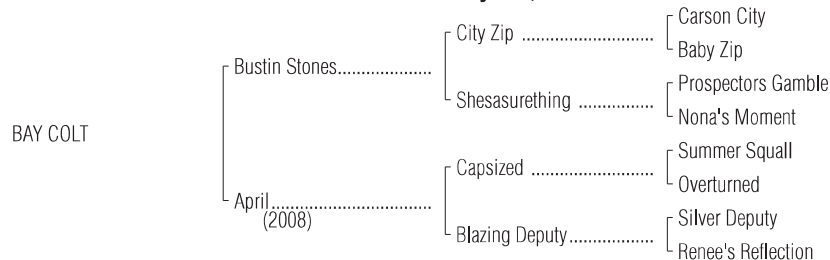 Carson City
City Zip ..............................
Baby Zip
Bustin Stones.....................
Prospectors Gamble
Shesasurething .................
Nona's Moment
BAY COLT
Summer Squall
Capsized ............................
Overturned
April...................................
(2008)
Silver Deputy
Blazing Deputy...................
Renee's Reflection